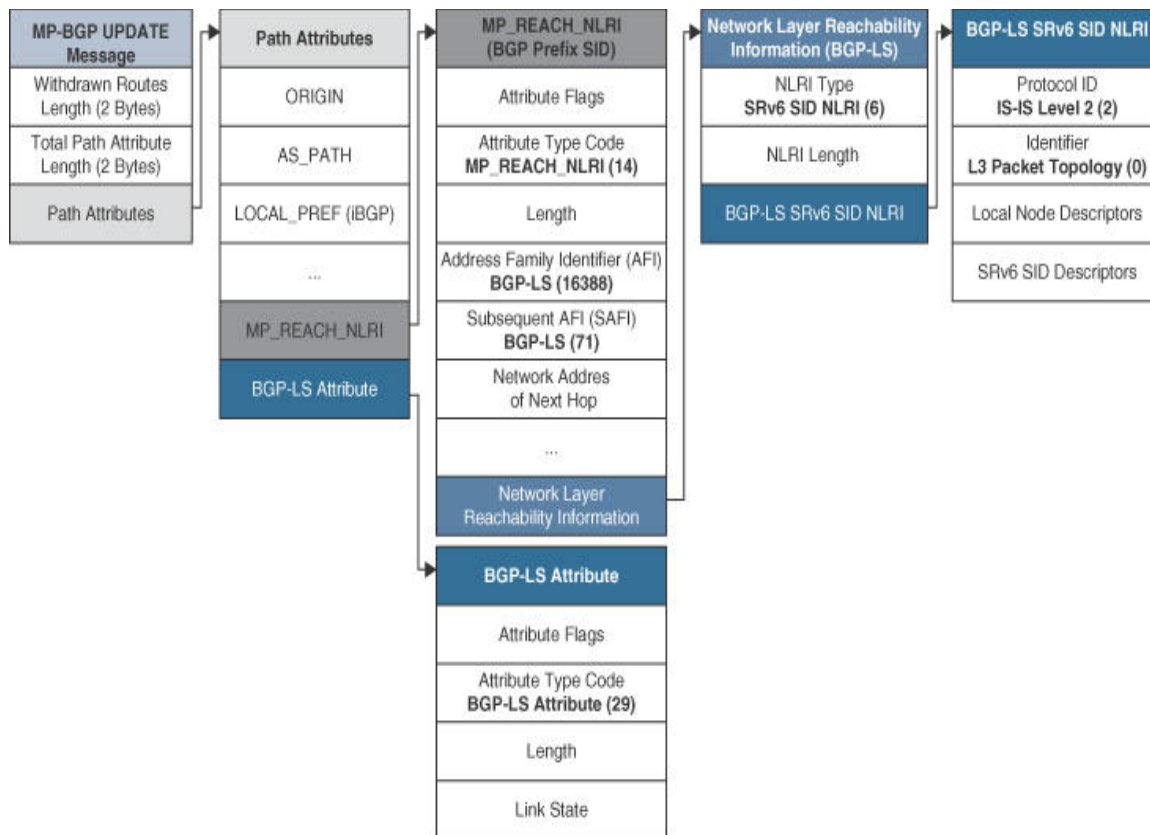 MP-BGP UPDATE
Message
Withdrawn Routes
Length (2 Bytes)
Total Path Attribute
Length (2 Bytes)
Path Attributes
Path Attributes
ORIGIN
AS_PATH
LOCAL_PREF (iBGP)
...
MP_REACH_NLRI
BGP-LS Attribute
MP_REACH_NLRI
(BGP Prefix SID)
Attribute Flags
Attribute Type Code
MP_REACH_NLRI (14)
Length
Address Family Identifier (AFI)
BGP-LS (16388)
Subsequent AFI (SAFI)
BGP-LS (71)
Network Addres
of Next Hop
...
Network Layer
Reachability Information
BGP-LS Attribute
Attribute Flags
Attribute Type Code
BGP-LS Attribute (29)
Length
Link State
Network Layer Reachability
Information (BGP-LS)
NLRI Type
SRv6 SID NLRI (6)
NLRI Length
BGP-LS SRv6 SID NLRI
BGP-LS SRv6 SID NLRI
Protocol ID
IS-IS Level 2 (2)
Identifier
L3 Packet Topology (0)
Local Node Descriptors
SRv6 SID Descriptors